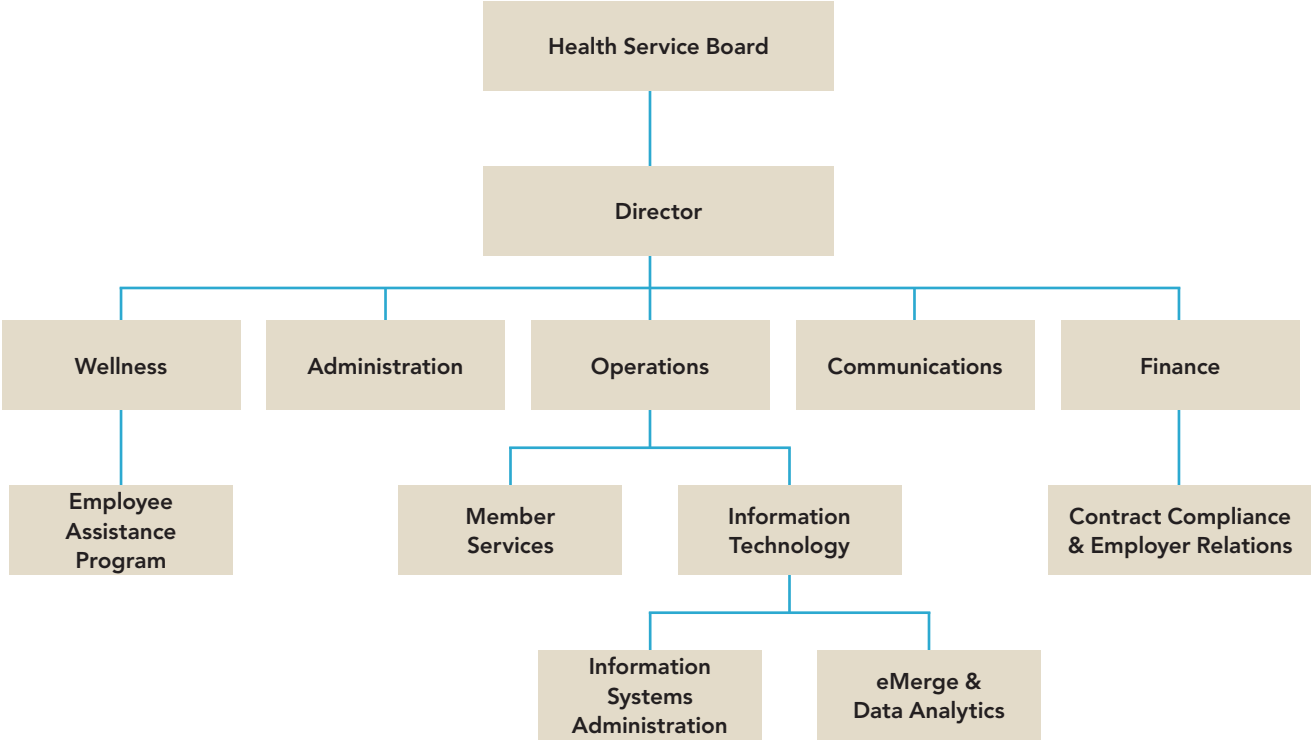 Health Service Board
Director
Wellness
Administration
Operations
Communications
Finance
Employee
Assistance
Program
Member
Services
Information
Technology
Contract Compliance
& Employer Relations
Information
Systems
Administration
eMerge &
Data Analytics